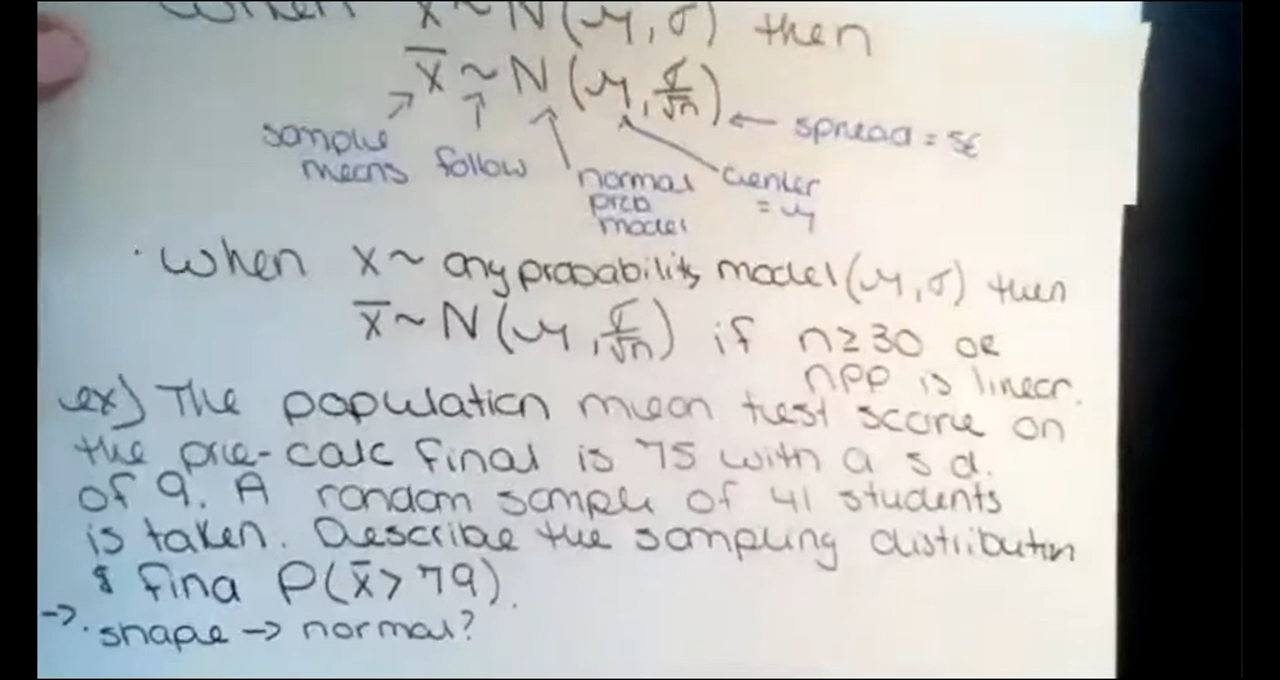 When x ~ N(μ, σ) then
x̄ ~ N(μ, σ/√n)
sample means follow normal prob model center = μ ← spread = SE
· When x ~ any probability model (μ, σ) then
x̄ ~ N(μ, σ/√n) if n ≥ 30 or
npp is linear.
ex) The population mean test score on
the pre-calc final is 75 with a s.d.
of 9. A random sample of 41 students
is taken. Describe the sampling distribution
& find P(x̄ > 79).
→ · shape → normal?